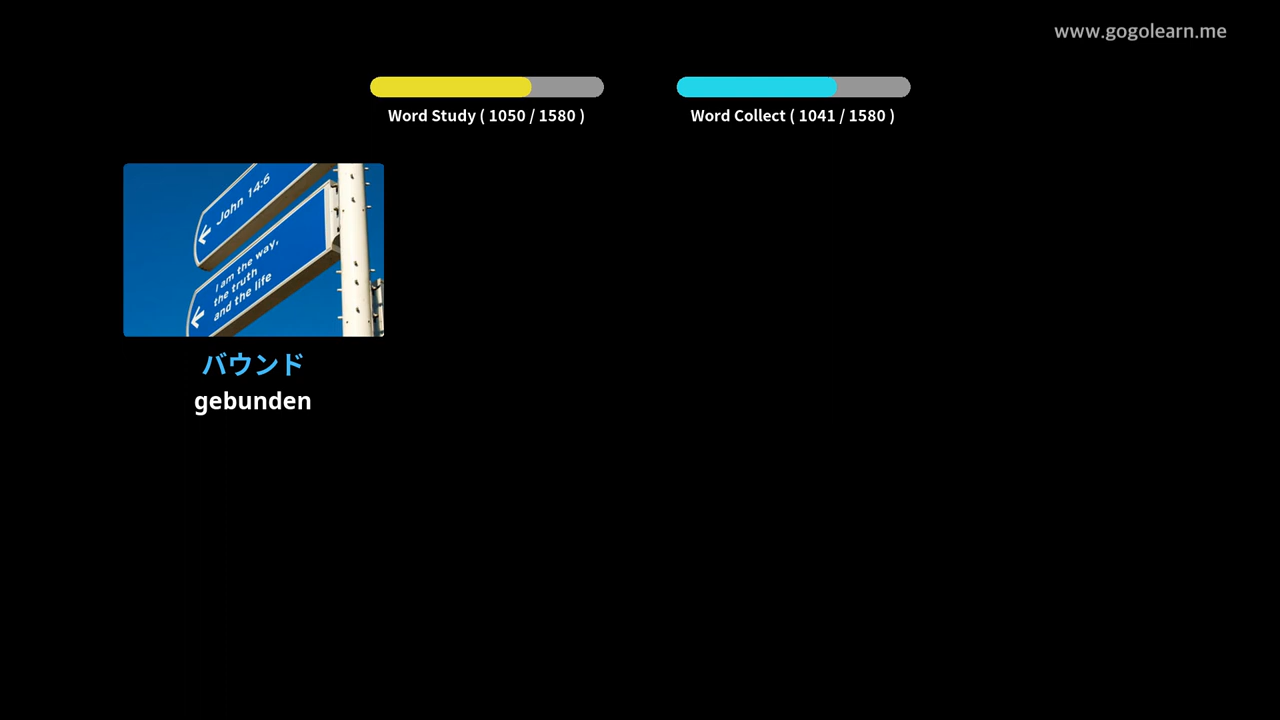 www.gogolearn.me
Word Study ( 1050 / 1580 )
Word Collect ( 1041 / 1580 )
John 14:6
I am the way,
the truth
and the life
バウンド
gebunden